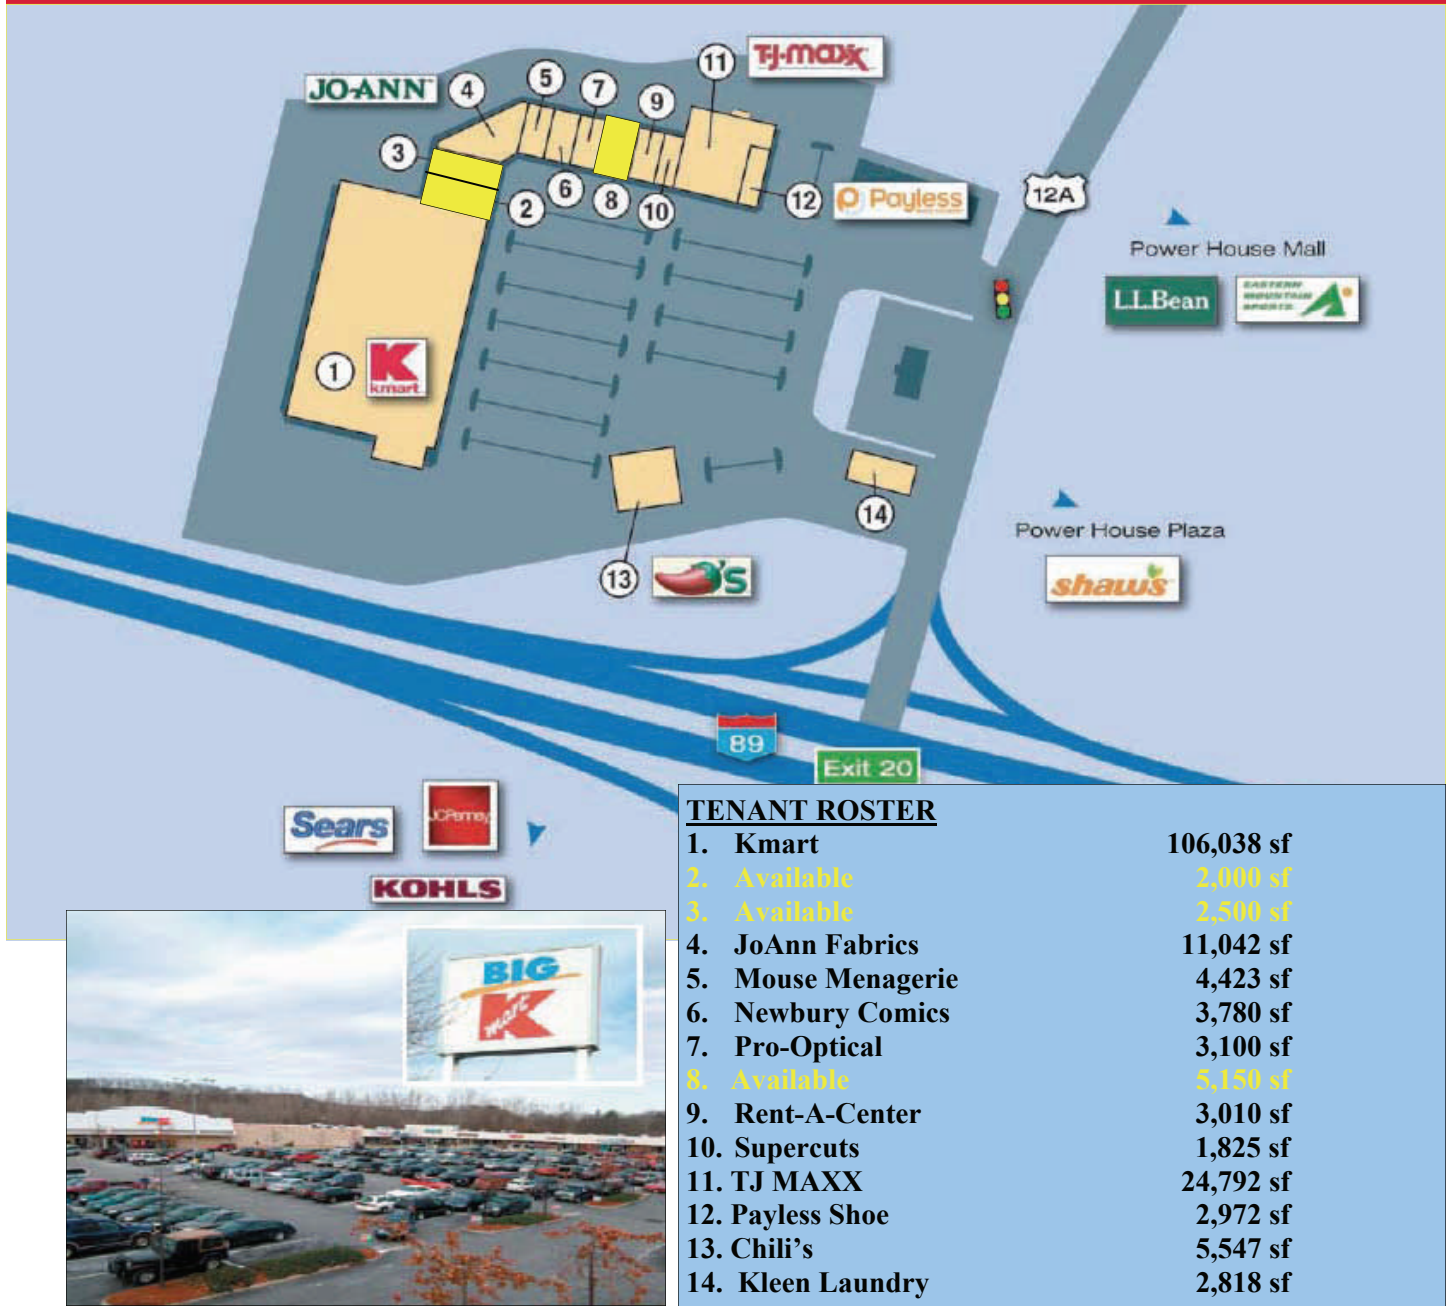 11
TJ-maxx
JO-ANN
4
5
7
9
3
6
8
10
12
Payless
2
12A
Power House Mall
L.L.Bean
EASTERN
MOUNTAIN
SPORTS
1
K
kmart
14
Power House Plaza
13
'S
shaw's
89
Exit 20
Sears
JCPenney
KOHLS
BIG
K
mart
TENANT ROSTER
1. Kmart 106,038 sf
2. Available 2,000 sf
3. Available 2,500 sf
4. JoAnn Fabrics 11,042 sf
5. Mouse Menagerie 4,423 sf
6. Newbury Comics 3,780 sf
7. Pro-Optical 3,100 sf
8. Available 5,150 sf
9. Rent-A-Center 3,010 sf
10. Supercuts 1,825 sf
11. TJ MAXX 24,792 sf
12. Payless Shoe 2,972 sf
13. Chili's 5,547 sf
14. Kleen Laundry 2,818 sf